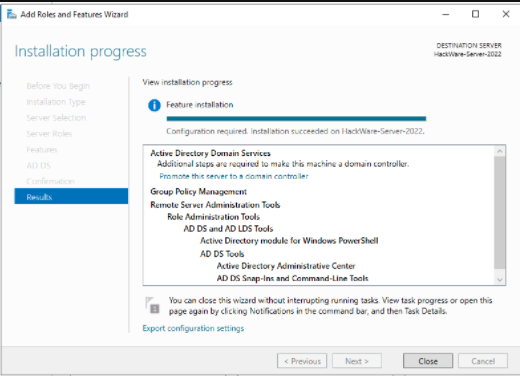 Add Roles and Features Wizard
Installation progress
DESTINATION SERVER
HackWare-Server-2022
Before You Begin
Installation Type
Server Selection
Server Roles
Features
AD DS
Confirmation
Results
View installation progress
Feature installation
Configuration required. Installation succeeded on HackWare-Server-2022.
Active Directory Domain Services
Additional steps are required to make this machine a domain controller.
Promote this server to a domain controller
Group Policy Management
Remote Server Administration Tools
Role Administration Tools
AD DS and AD LDS Tools
Active Directory module for Windows PowerShell
AD DS Tools
Active Directory Administrative Center
AD DS Snap-Ins and Command-Line Tools
You can close this wizard without interrupting running tasks. View task progress or open this
page again by clicking Notifications in the command bar, and then Task Details.
Export configuration settings
< Previous Next > Close Cancel